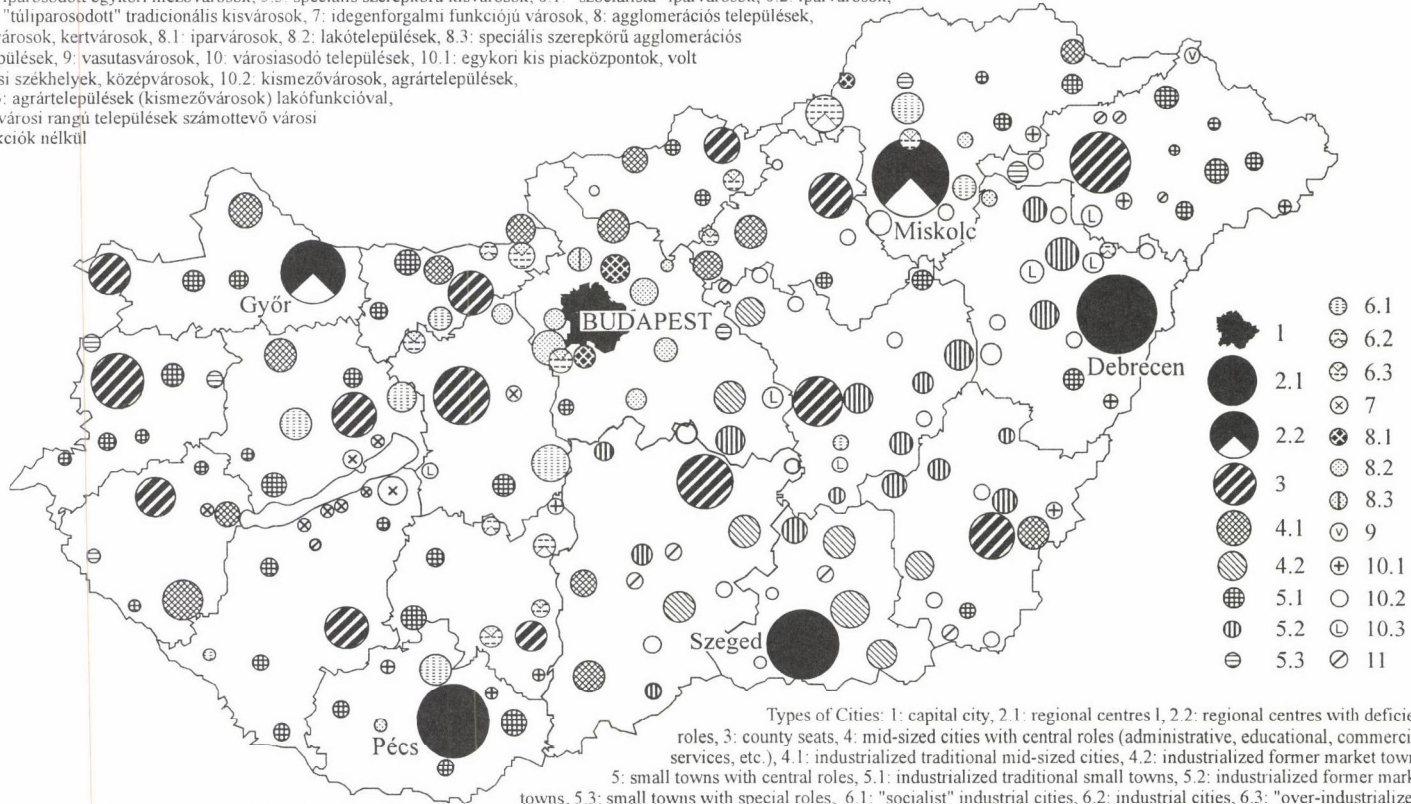 iparosodott egykori mezővárosok, 5.3: speciális szerepkörű kisvárosok, 6.1: "szocialista" iparvárosok, 6.2: iparvárosok,
"túliparosodott" tradicionális kisvárosok, 7: idegenforgalmi funkciójú városok, 8: agglomerációs települések,
városok, kertvárosok, 8.1: iparvárosok, 8.2: lakótelepülések, 8.3: speciális szerepkörű agglomerációs
9: vasutasvárosok, 10: városiasodó települések, 10.1: egykori kis piacközpontok, volt
székhelyek, középvárosok, 10.2: kismezővárosok, agrártelepülések,
agrártelepülések (kismezővárosok) lakófunkcióval,
városi rangú települések számottevő városi
nélkül
Miskolc
Győr
BUDAPEST
Debrecen
Szeged
Pécs
L
L
L
L
L
L
V
1
2.1
2.2
3
4.1
4.2
5.1
5.2
5.3
6.1
6.2
6.3
7
8.1
8.2
8.3
9
10.1
10.2
10.3
11
Types of Cities: 1: capital city, 2.1: regional centres I, 2.2: regional centres with
roles, 3: county seats, 4: mid-sized cities with central roles (administrative, educational,
services, etc.), 4.1: industrialized traditional mid-sized cities, 4.2: industrialized former market
5: small towns with central roles, 5.1: industrialized traditional small towns, 5.2: industrialized former
towns, 5.3: small towns with special roles, 6.1: "socialist" industrial cities, 6.2: industrial cities, 6.3: